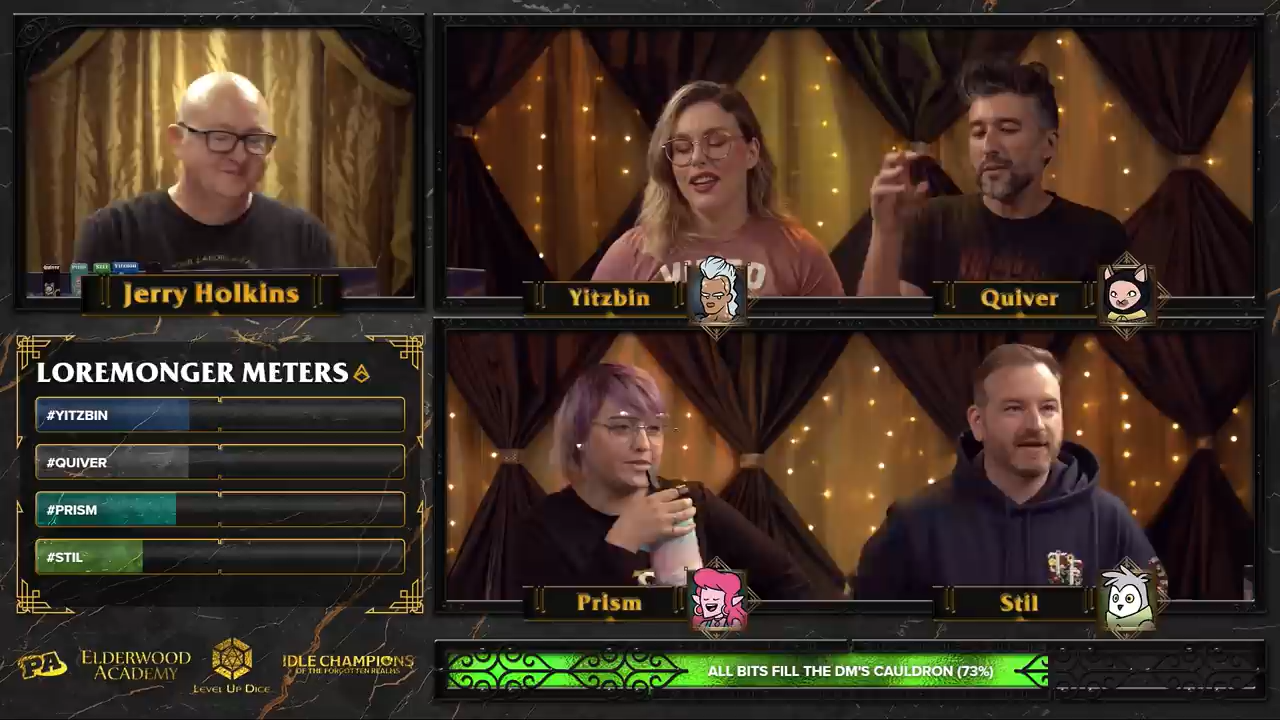 Jerry Holkins
Yitzbin
Quiver
LOREMONGER METERS
#YITZBIN
#QUIVER
#PRISM
#STIL
Prism
Stil
PA
ELDERWOOD
ACADEMY
LEVEL UP DICE
IDLE CHAMPIONS
OF THE FORGOTTEN REALMS
ALL BITS FILL THE DM'S CAULDRON (73%)